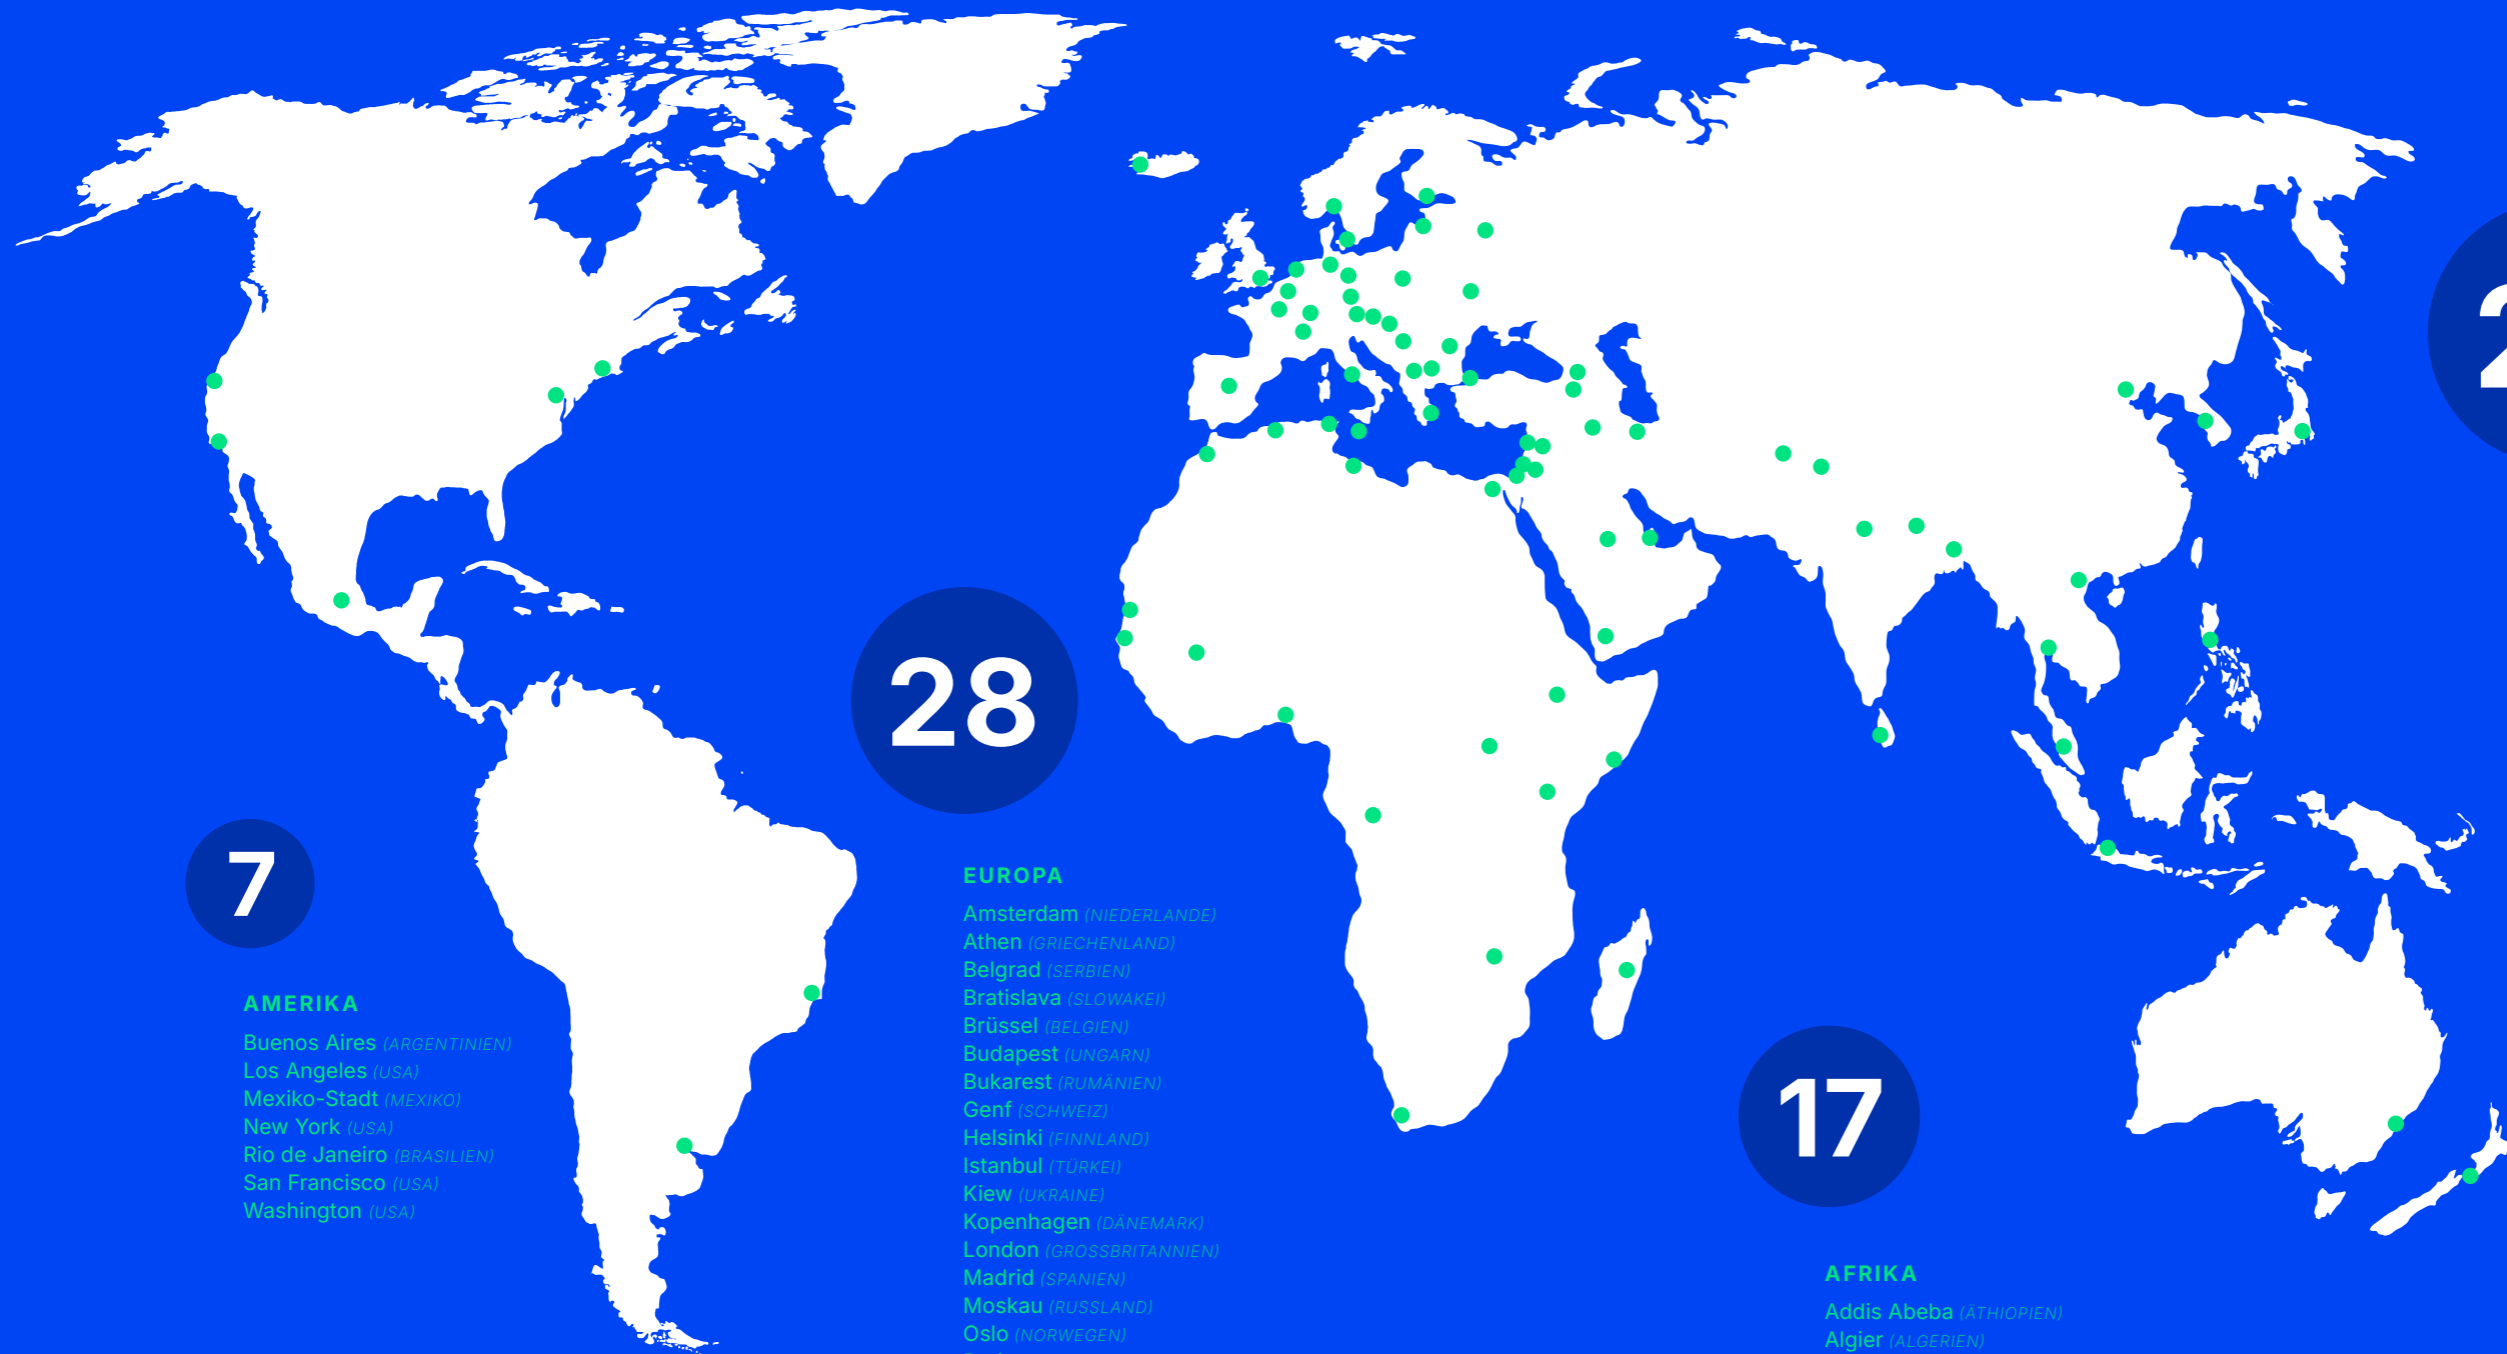 28
7
AMERIKA
Buenos Aires (ARGENTINIEN)
Los Angeles (USA)
Mexiko-Stadt (MEXIKO)
New York (USA)
Rio de Janeiro (BRASILIEN)
San Francisco (USA)
Washington (USA)
EUROPA
Amsterdam (NIEDERLANDE)
Athen (GRIECHENLAND)
Belgrad (SERBIEN)
Bratislava (SLOWAKEI)
Brüssel (BELGIEN)
Budapest (UNGARN)
Bukarest (RUMÄNIEN)
Genf (SCHWEIZ)
Helsinki (FINNLAND)
Istanbul (TÜRKEI)
Kiew (UKRAINE)
Kopenhagen (DÄNEMARK)
London (GROSSBRITANNIEN)
Madrid (SPANIEN)
Moskau (RUSSLAND)
Oslo (NORWEGEN)
17
AFRIKA
Addis Abeba (ÄTHIOPIEN)
Algier (ALGERIEN)